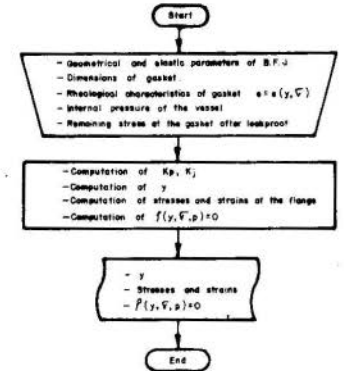 Start
- Geometrical and elastic parameters of B.F.J.
- Dimensions of gasket.
- Rheological characteristics of gasket e = e (y, σ̅)
- Internal pressure of the vessel
- Remaining stress at the gasket after leakproof
- Computation of Kp, Kj
- Computation of y
- Computation of stresses and strains at the flange
- Computation of f(y, σ̅, p) = 0
- y
- Stresses and strains
- f(y, σ̅, p) = 0
End